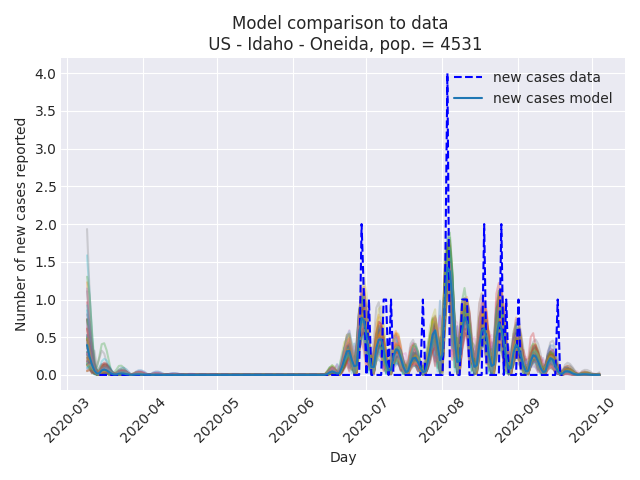 Model comparison to data
US - Idaho - Oneida, pop. = 4531
new cases data
new cases model
Number of new cases reported
4.0
3.5
3.0
2.5
2.0
1.5
1.0
0.5
0.0
2020-03
2020-04
2020-05
2020-06
2020-07
2020-08
2020-09
2020-10
Day